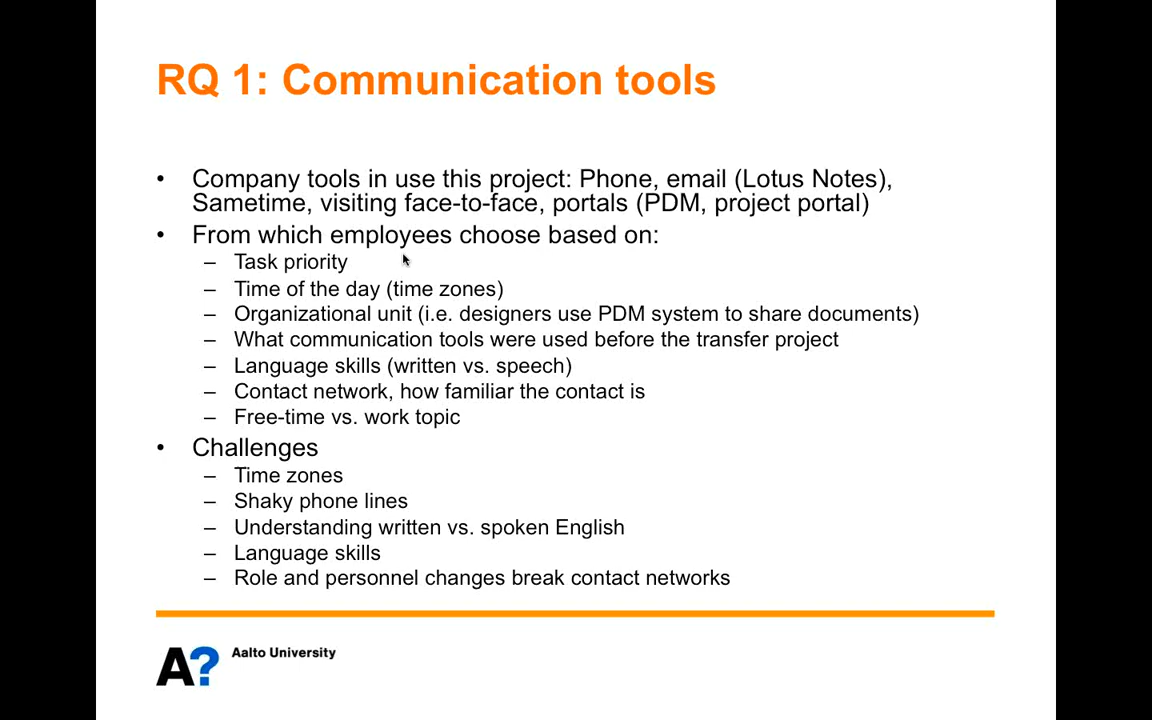 RQ 1: Communication tools
• Company tools in use this project: Phone, email (Lotus Notes),
Sametime, visiting face-to-face, portals (PDM, project portal)
• From which employees choose based on:
– Task priority
– Time of the day (time zones)
– Organizational unit (i.e. designers use PDM system to share documents)
– What communication tools were used before the transfer project
– Language skills (written vs. speech)
– Contact network, how familiar the contact is
– Free-time vs. work topic
• Challenges
– Time zones
– Shaky phone lines
– Understanding written vs. spoken English
– Language skills
– Role and personnel changes break contact networks
A? Aalto University